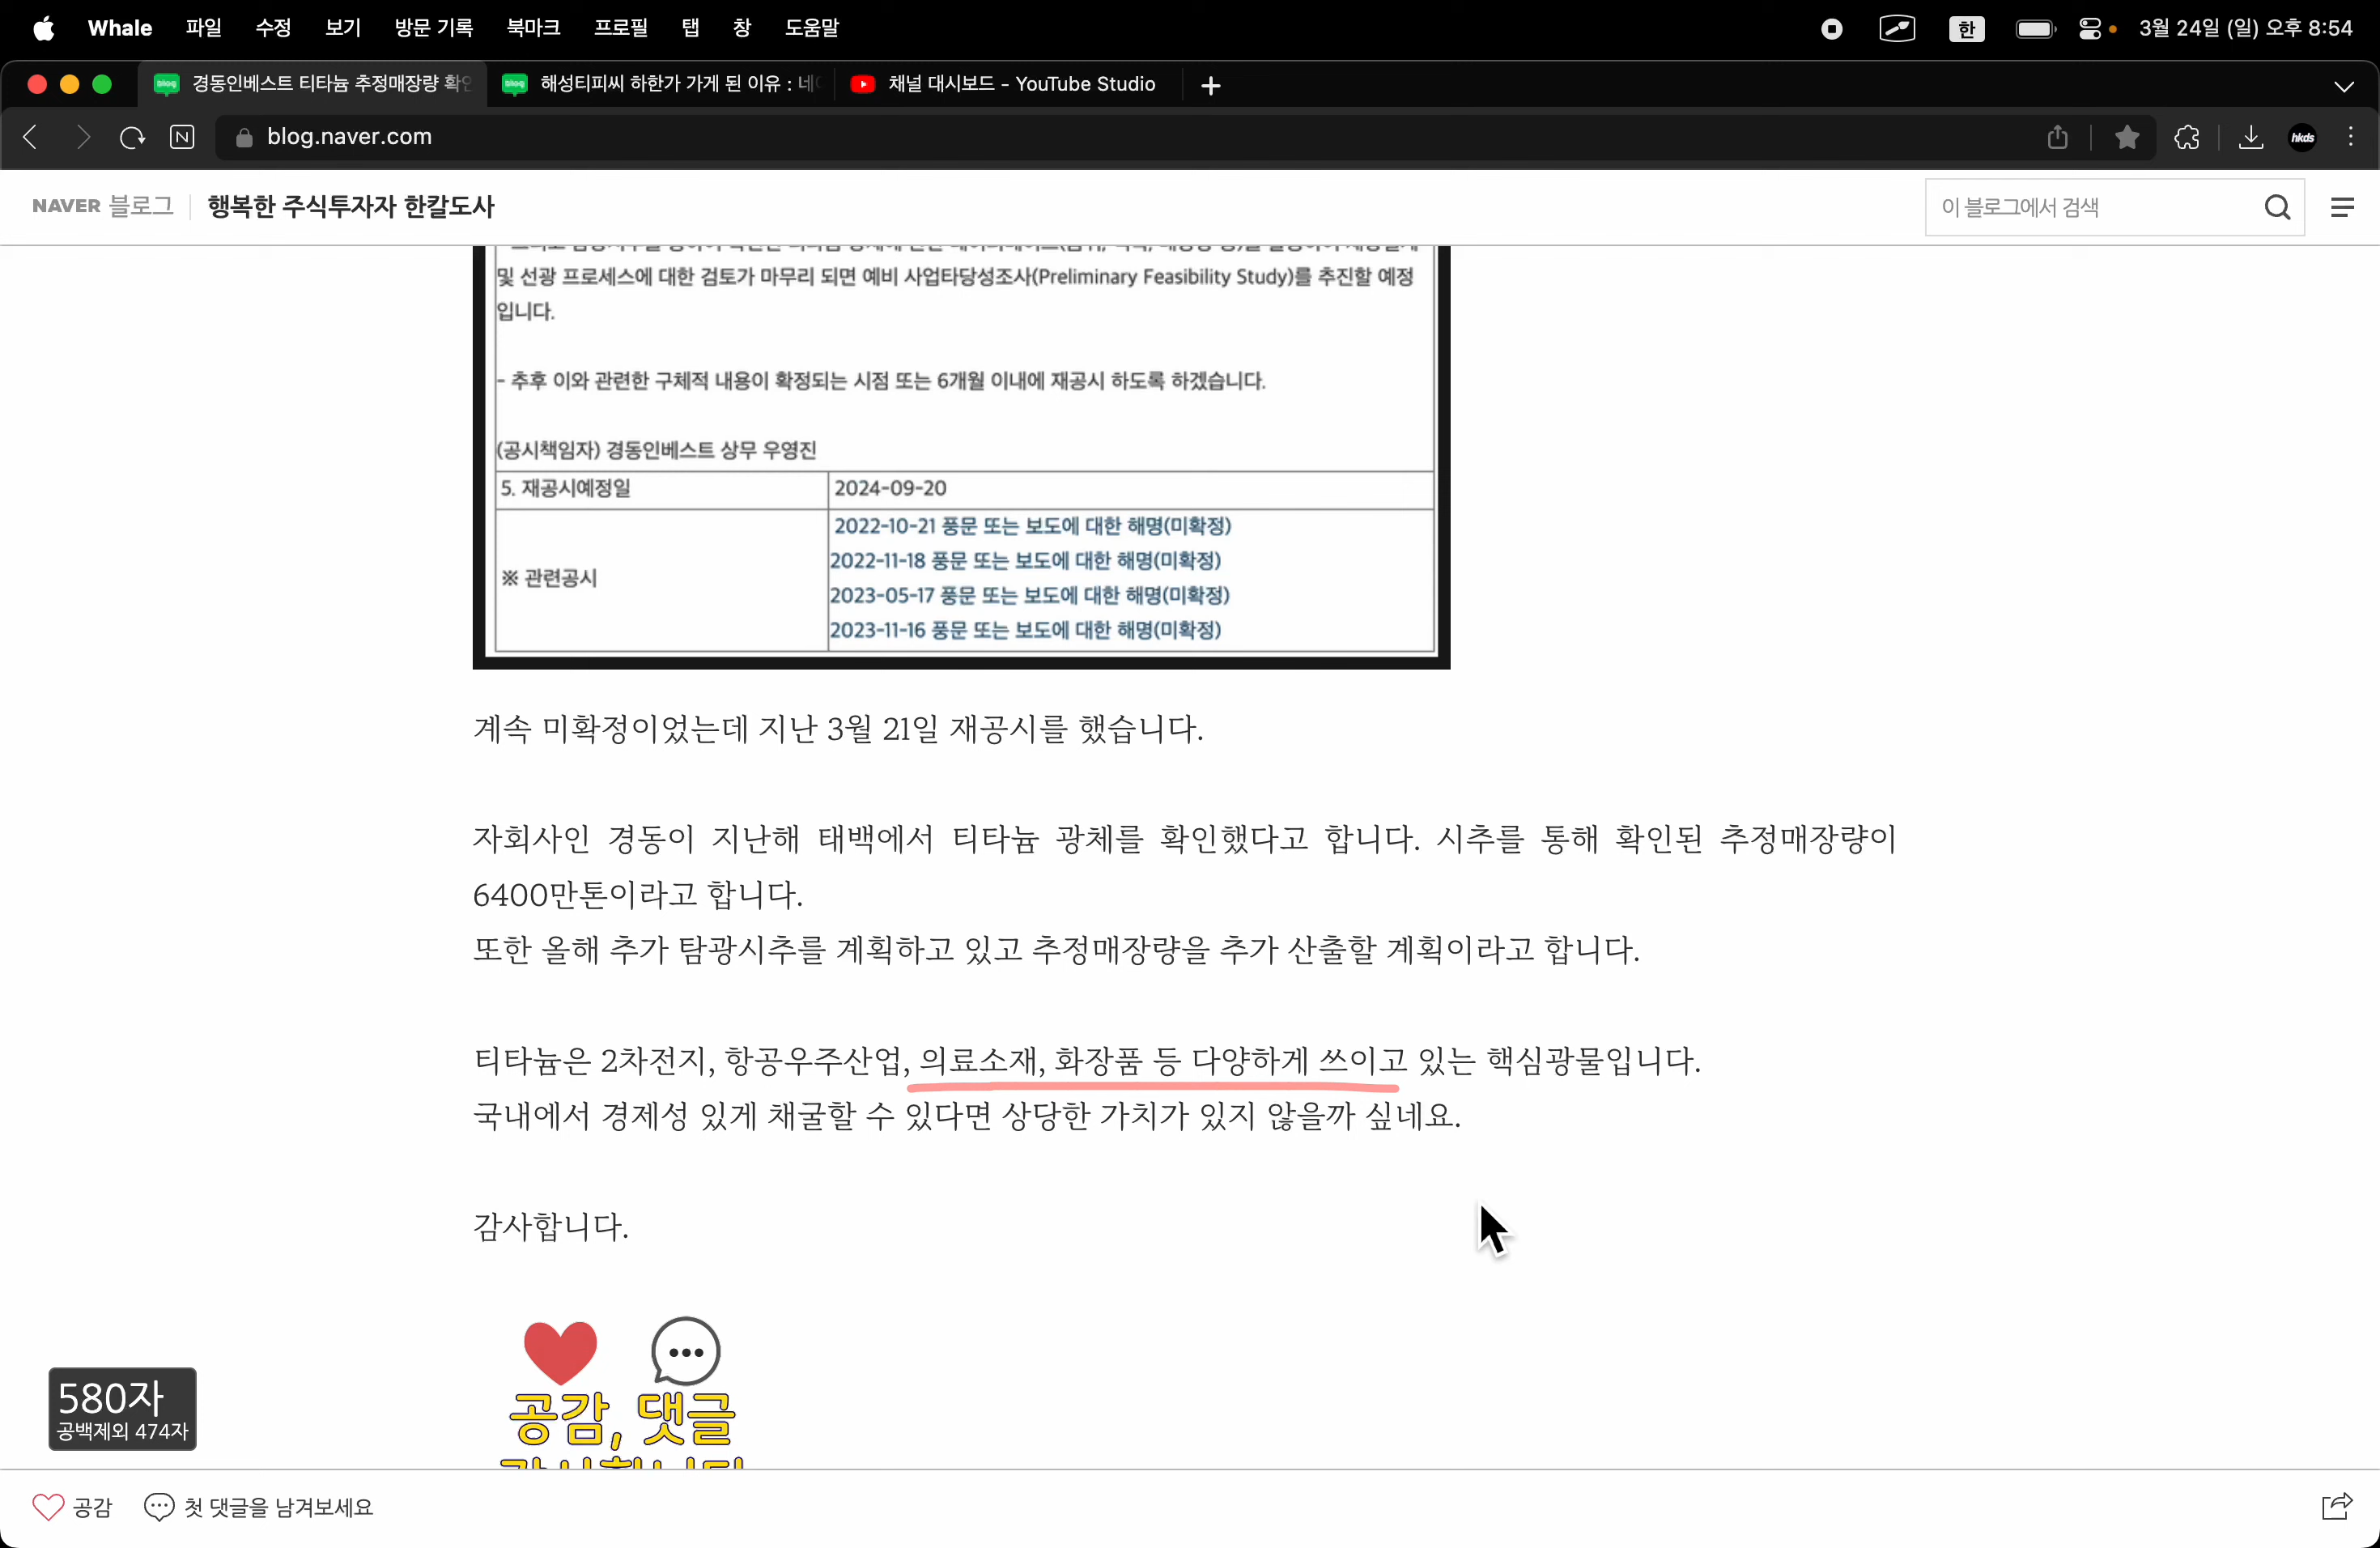 Whale 파일 수정 보기 방문 기록 북마크 프로필 탭 창 도움말 한 3월 24일 (일) 오후 8:54
경동인베스트 티타늄 추정매장량 해성티피씨 하한가 가게 된 이유 : 채널 대시보드 - YouTube Studio
blog.naver.com hkds
NAVER 블로그 행복한 주식투자자 한칼도사 이 블로그에서 검색
및 선광 프로세스에 대한 검토가 마무리 되면 예비 사업타당성조사(Preliminary Feasibility Study)를 추진할 예정
입니다.
- 추후 이와 관련한 구체적 내용이 확정되는 시점 또는 6개월 이내에 재공시 하도록 하겠습니다.
(공시책임자) 경동인베스트 상무 우영진
5. 재공시예정일 2024-09-20
※ 관련공시
2022-10-21 풍문 또는 보도에 대한 해명(미확정)
2022-11-18 풍문 또는 보도에 대한 해명(미확정)
2023-05-17 풍문 또는 보도에 대한 해명(미확정)
2023-11-16 풍문 또는 보도에 대한 해명(미확정)
계속 미확정이었는데 지난 3월 21일 재공시를 했습니다.
자회사인 경동이 지난해 태백에서 티타늄 광체를 확인했다고 합니다. 시추를 통해 확인된 추정매장량이
6400만톤이라고 합니다.
또한 올해 추가 탐광시추를 계획하고 있고 추정매장량을 추가 산출할 계획이라고 합니다.
티타늄은 2차전지, 항공우주산업, 의료소재, 화장품 등 다양하게 쓰이고 있는 핵심광물입니다.
국내에서 경제성 있게 채굴할 수 있다면 상당한 가치가 있지 않을까 싶네요.
감사합니다.
공감, 댓글
580자
공백제외 474자
공감 첫 댓글을 남겨보세요